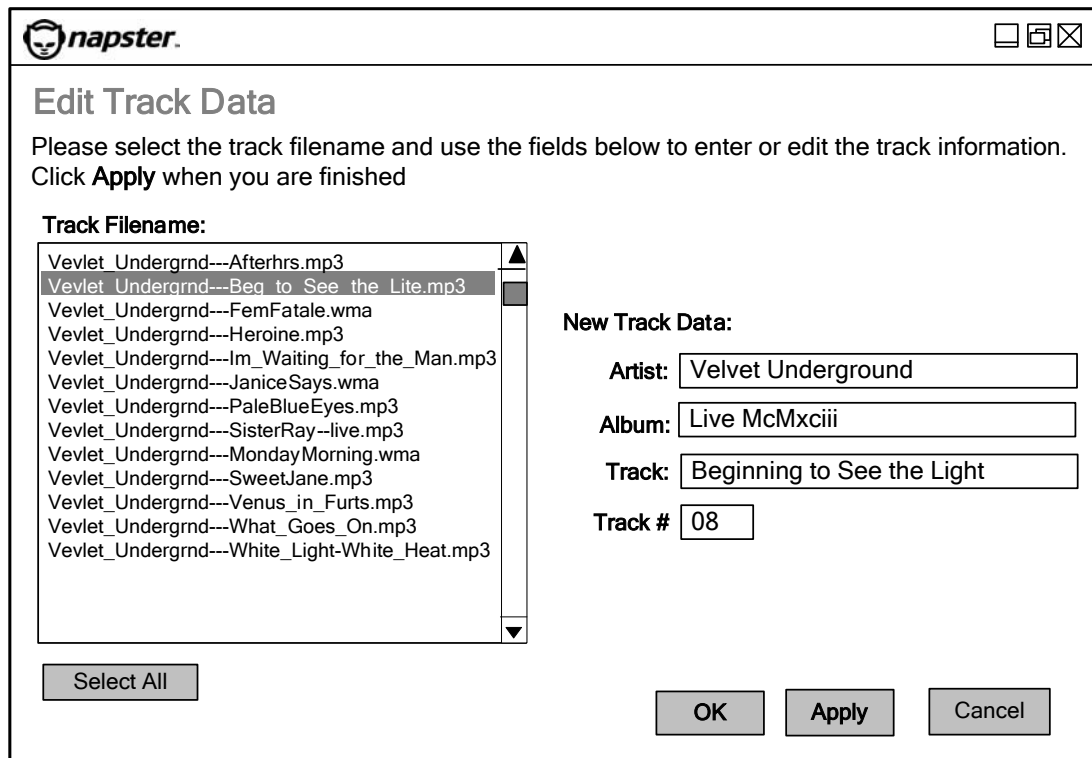 napster.
Edit Track Data
Please select the track filename and use the fields below to enter or edit the track information.
Click Apply when you are finished
Track Filename:
Vevlet_Undergrnd---Afterhrs.mp3
Vevlet_Undergrnd---Beg_to_See_the_Lite.mp3
Vevlet_Undergrnd---FemFatale.wma
Vevlet_Undergrnd---Heroine.mp3
Vevlet_Undergrnd---Im_Waiting_for_the_Man.mp3
Vevlet_Undergrnd---JaniceSays.wma
Vevlet_Undergrnd---PaleBlueEyes.mp3
Vevlet_Undergrnd---SisterRay--live.mp3
Vevlet_Undergrnd---MondayMorning.wma
Vevlet_Undergrnd---SweetJane.mp3
Vevlet_Undergrnd---Venus_in_Furts.mp3
Vevlet_Undergrnd---What_Goes_On.mp3
Vevlet_Undergrnd---White_Light-White_Heat.mp3
Select All
New Track Data:
Artist: Velvet Underground
Album: Live McMxciii
Track: Beginning to See the Light
Track # 08
OK Apply Cancel